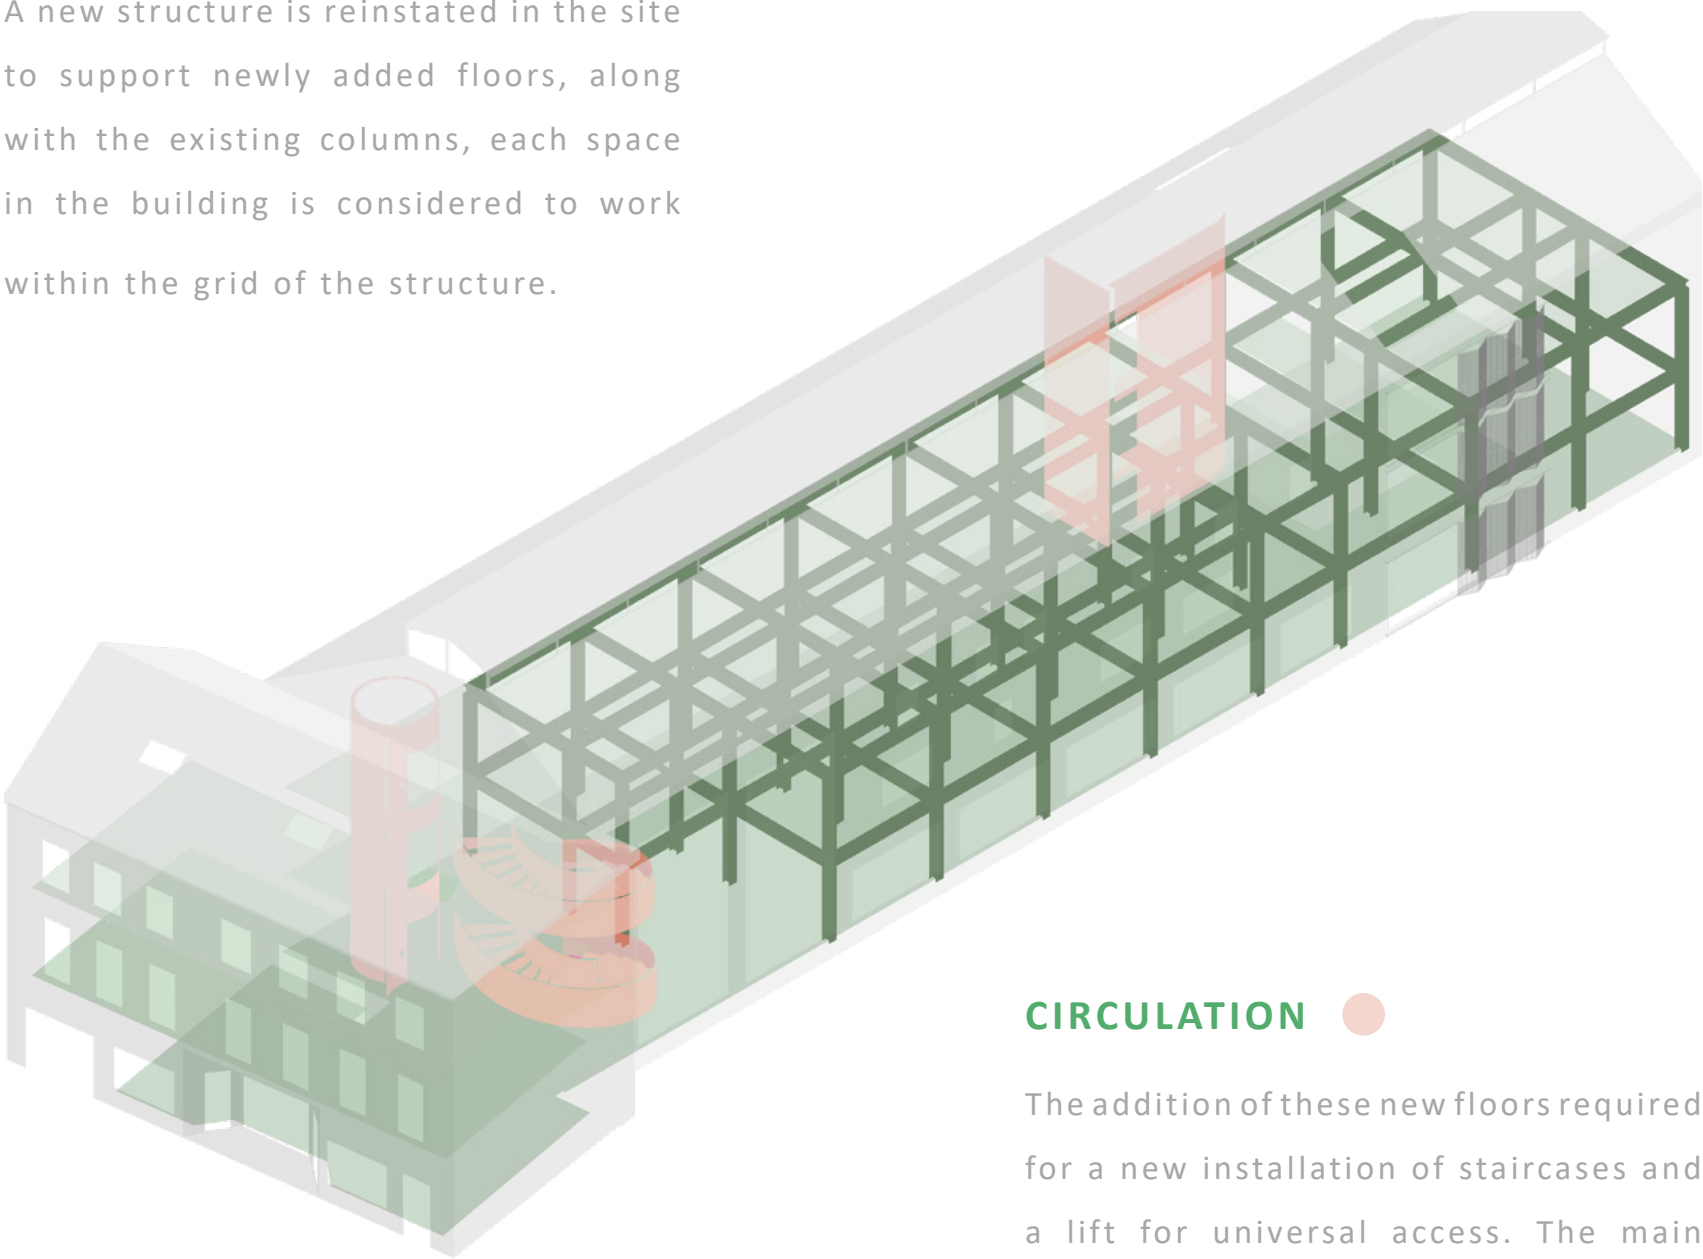 A new structure is reinstated in the site
to support newly added floors, along
with the existing columns, each space
in the building is considered to work
within the grid of the structure.
CIRCULATION
The addition of these new floors required
for a new installation of staircases and
a lift for universal access. The main